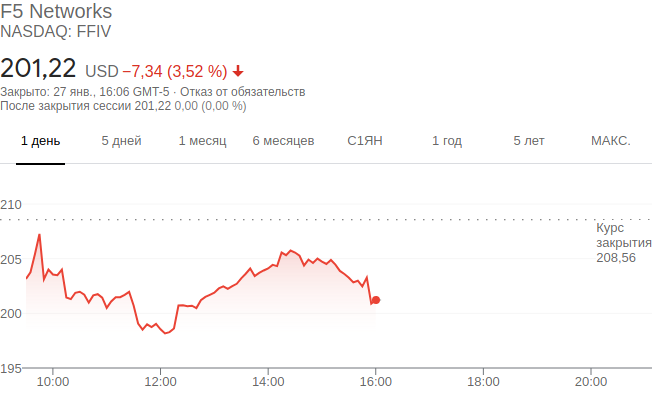 F5 Networks
NASDAQ: FFIV
201,22 USD −7,34 (3,52 %)
Закрыто: 27 янв., 16:06 GMT-5 · Отказ от обязательств
После закрытия сессии 201,22 0,00 (0,00 %)
1 день 5 дней 1 месяц 6 месяцев С1ЯН 1 год 5 лет МАКС.
210
Курс
закрытия
205
208,56
200
195
10:00 12:00 14:00 16:00 18:00 20:00